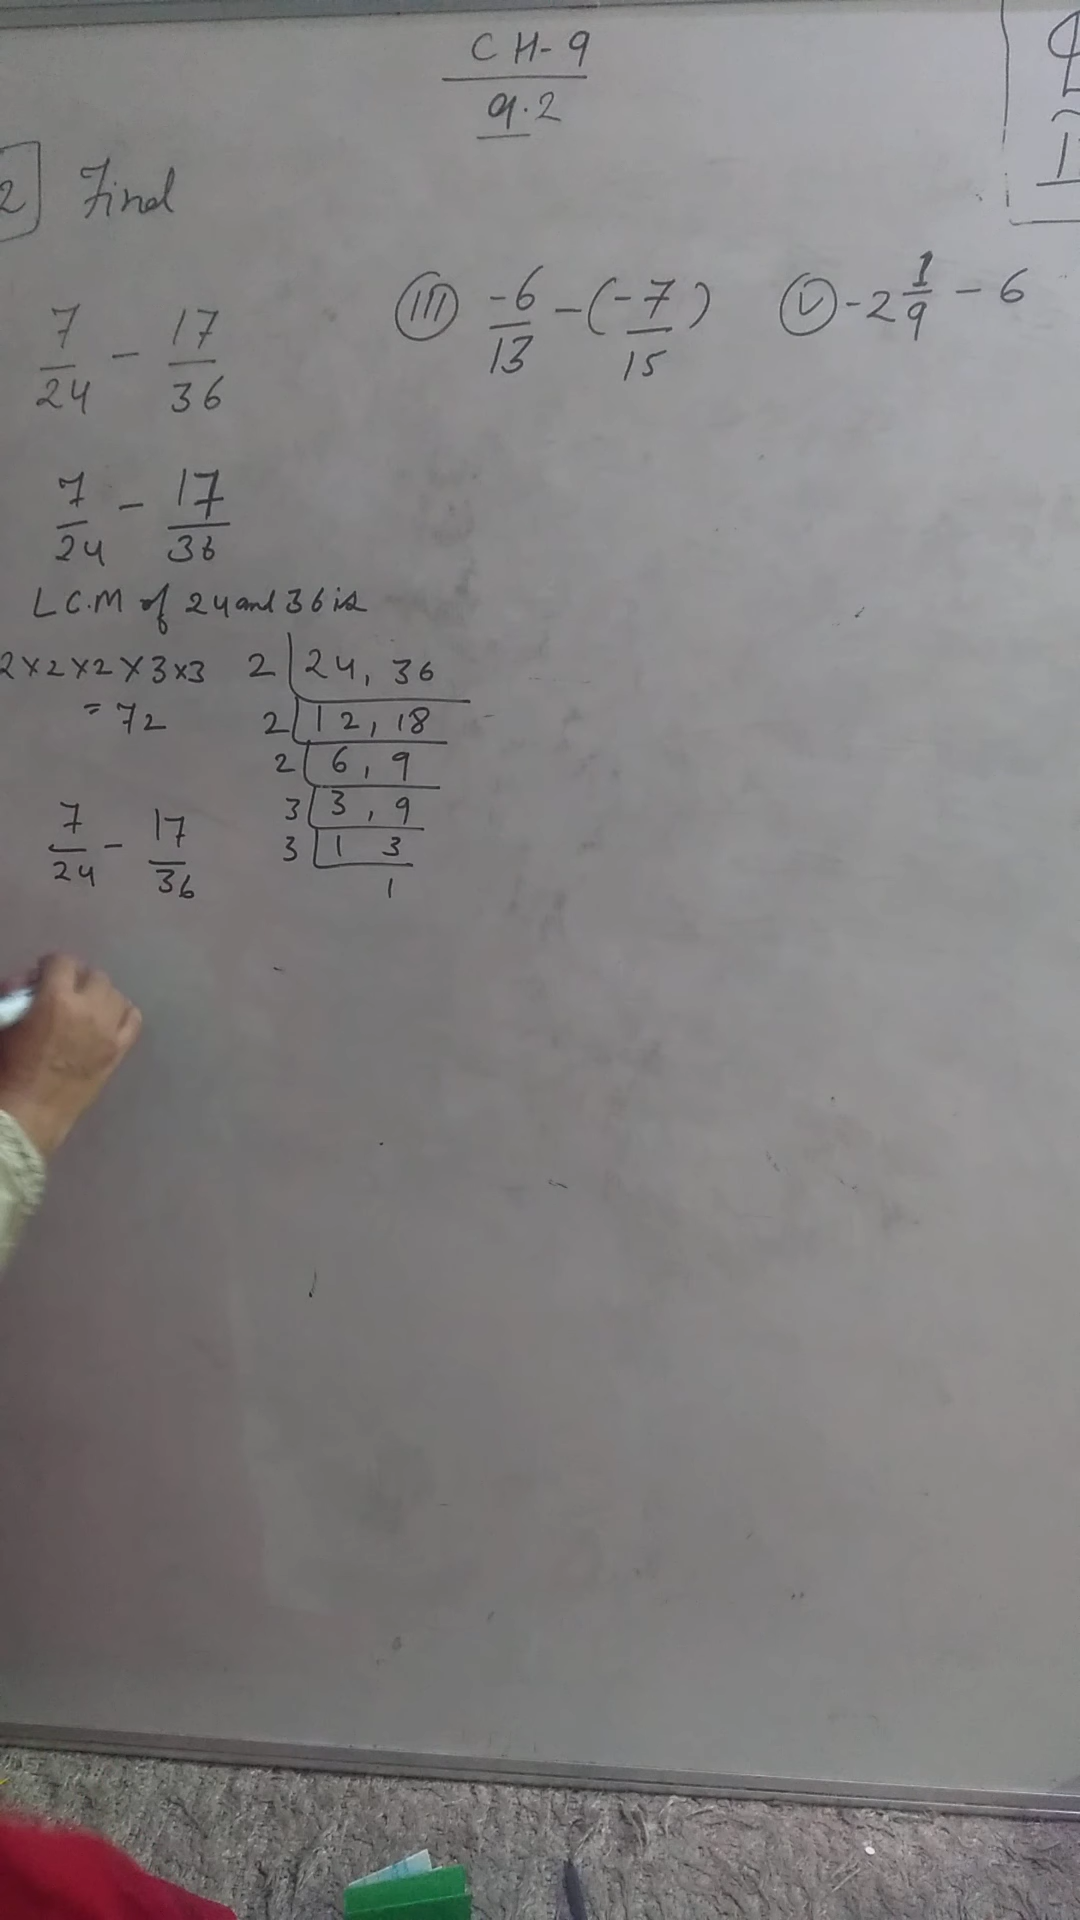 CH-9
9.2
2] Find
7/24 - 17/36
(III) -6/13 - (-7/15)
(V) -2 1/9 - 6
7/24 - 17/36
L C.M of 24 and 36 is
2 | 24, 36
2 | 12, 18
2 | 6, 9
3 | 3, 9
3 | 1 3
1
2 x 2 x 2 x 3 x 3
= 72
7/24 - 17/36